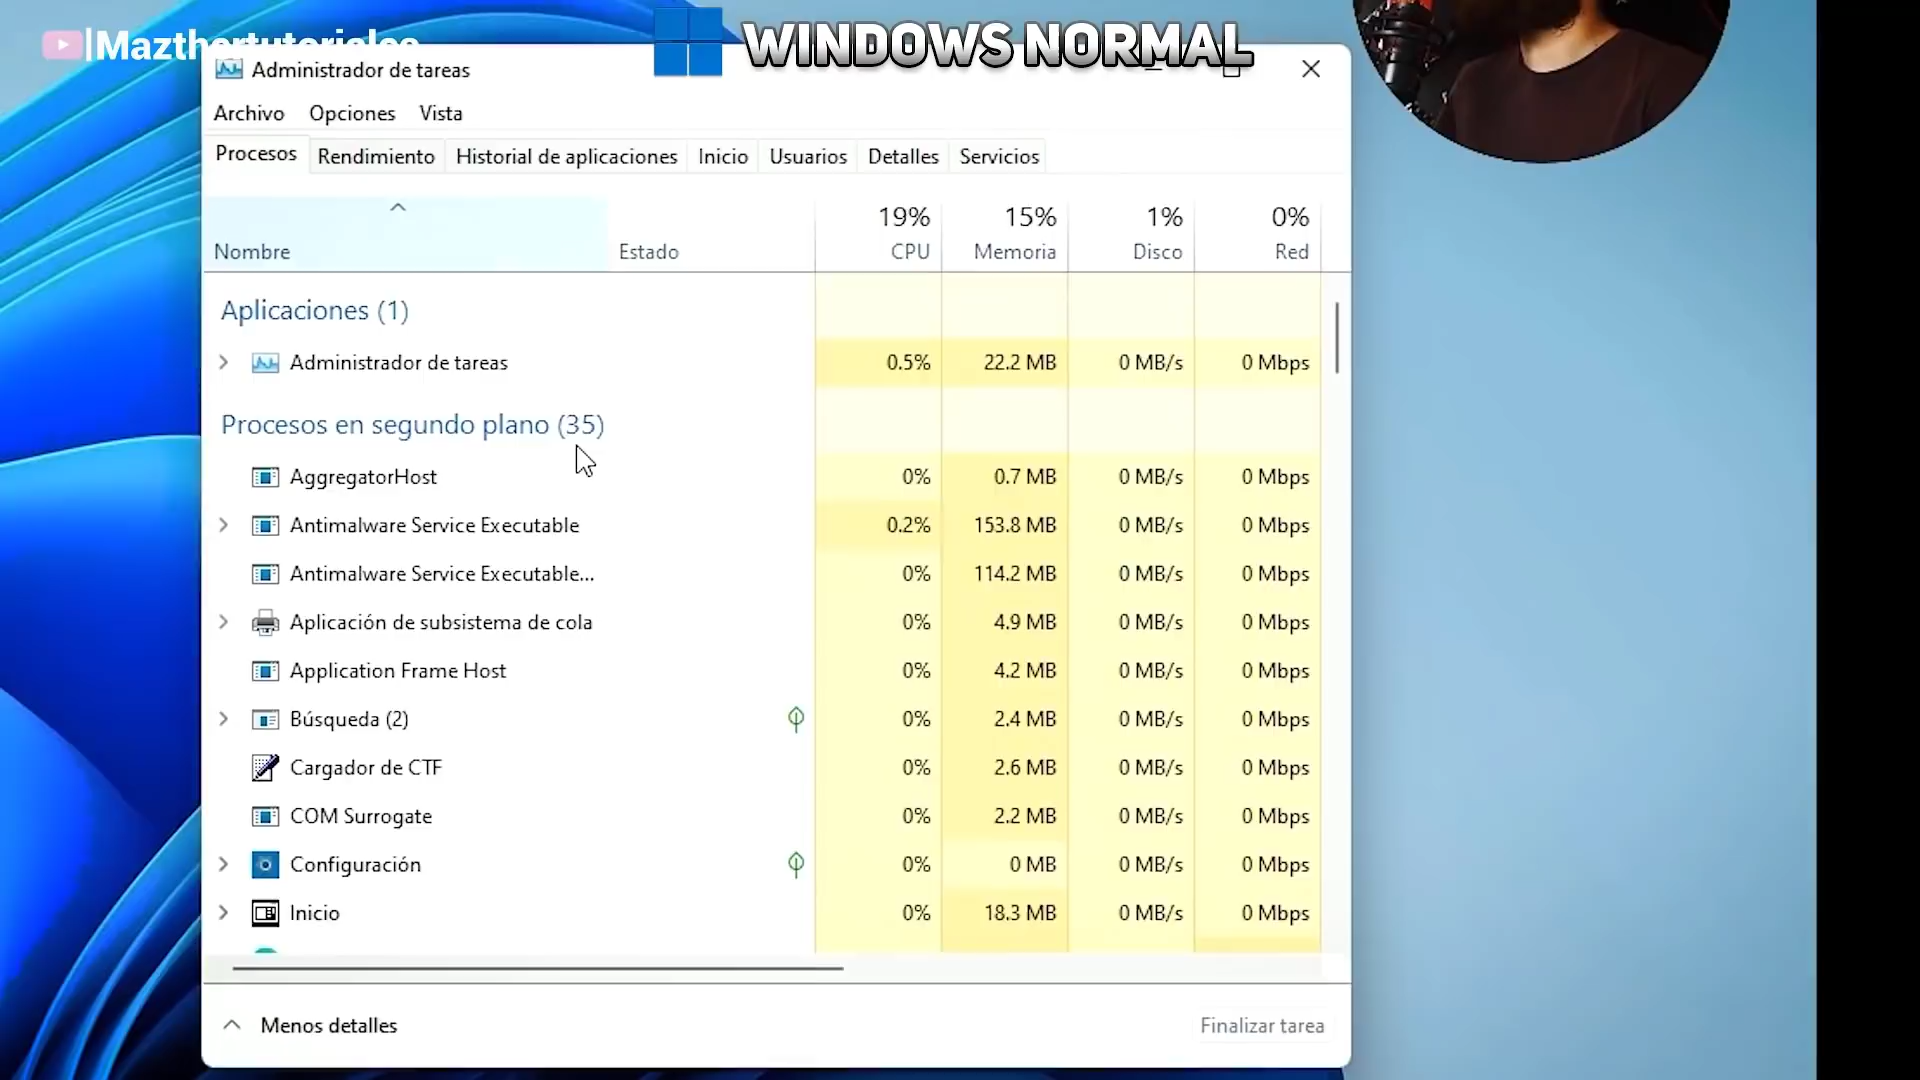 |Mazthertutoriales
WINDOWS NORMAL
Administrador de tareas
Archivo Opciones Vista
Procesos Rendimiento Historial de aplicaciones Inicio Usuarios Detalles Servicios
19% 15% 1% 0%
Nombre Estado CPU Memoria Disco Red
Aplicaciones (1)
Administrador de tareas 0.5% 22.2 MB 0 MB/s 0 Mbps
Procesos en segundo plano (35)
AggregatorHost 0% 0.7 MB 0 MB/s 0 Mbps
Antimalware Service Executable 0.2% 153.8 MB 0 MB/s 0 Mbps
Antimalware Service Executable... 0% 114.2 MB 0 MB/s 0 Mbps
Aplicación de subsistema de cola 0% 4.9 MB 0 MB/s 0 Mbps
Application Frame Host 0% 4.2 MB 0 MB/s 0 Mbps
Búsqueda (2) 0% 2.4 MB 0 MB/s 0 Mbps
Cargador de CTF 0% 2.6 MB 0 MB/s 0 Mbps
COM Surrogate 0% 2.2 MB 0 MB/s 0 Mbps
Configuración 0% 0 MB 0 MB/s 0 Mbps
Inicio 0% 18.3 MB 0 MB/s 0 Mbps
Menos detalles Finalizar tarea